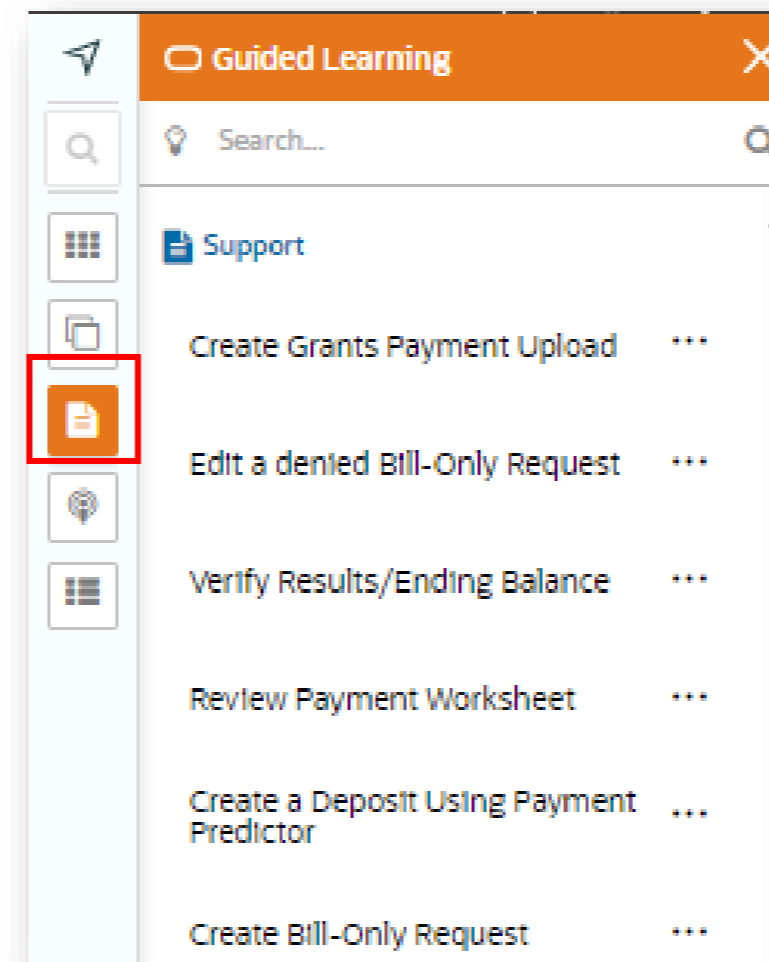 Guided Learning
Search...
Support
Create Grants Payment Upload
Edit a denied Bill-Only Request
Verify Results/Ending Balance
Review Payment Worksheet
Create a Deposit Using Payment
Predictor
Create Bill-Only Request